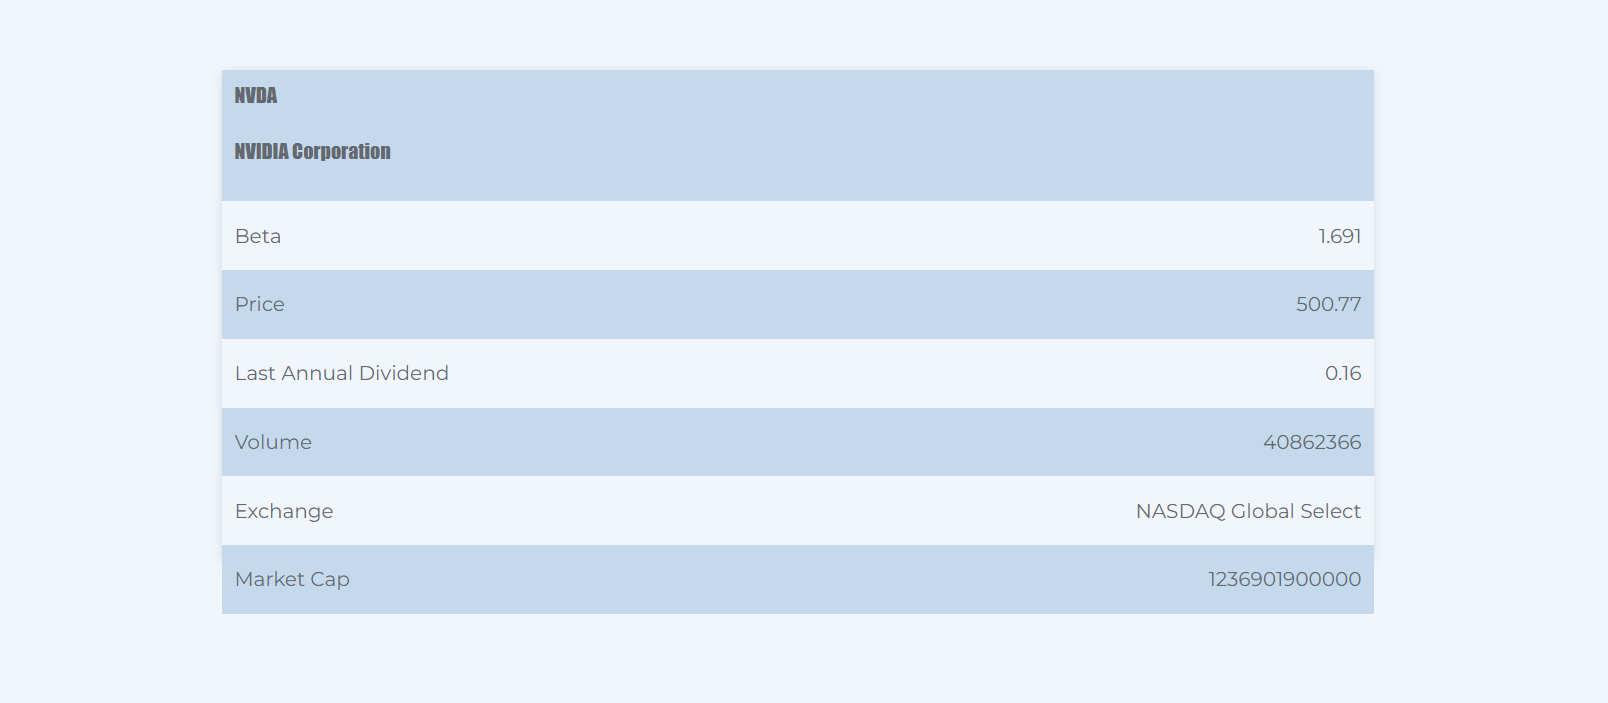 NVDA
NVIDIA Corporation
Beta 1.691
Price 500.77
Last Annual Dividend 0.16
Volume 40862366
Exchange NASDAQ Global Select
Market Cap 1236901900000